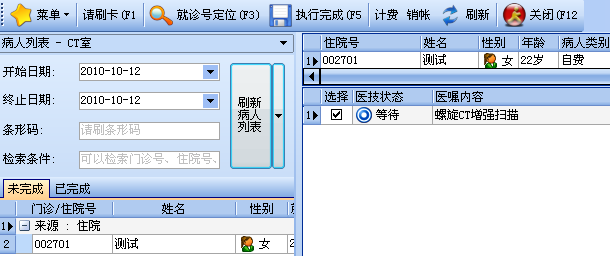 菜单 请刷卡(F1 就诊号定位(F3) 执行完成(F5 计费 销帐 刷新 关闭(F12
病人列表 - CT室
开始日期: 2010-10-12
终止日期: 2010-10-12
条形码: 请刷条形码
检索条件: 可以检索门诊号、住院号、
刷新
病人
列表
未完成 已完成
门诊/住院号 姓名 性别
1 来源 : 住院
2 002701 测试 女 2
住院号 姓名 性别 年龄 病人类别
1 002701 测试 女 22岁 自费
选择 医技状态 医嘱内容
1 等待 螺旋CT增强扫描